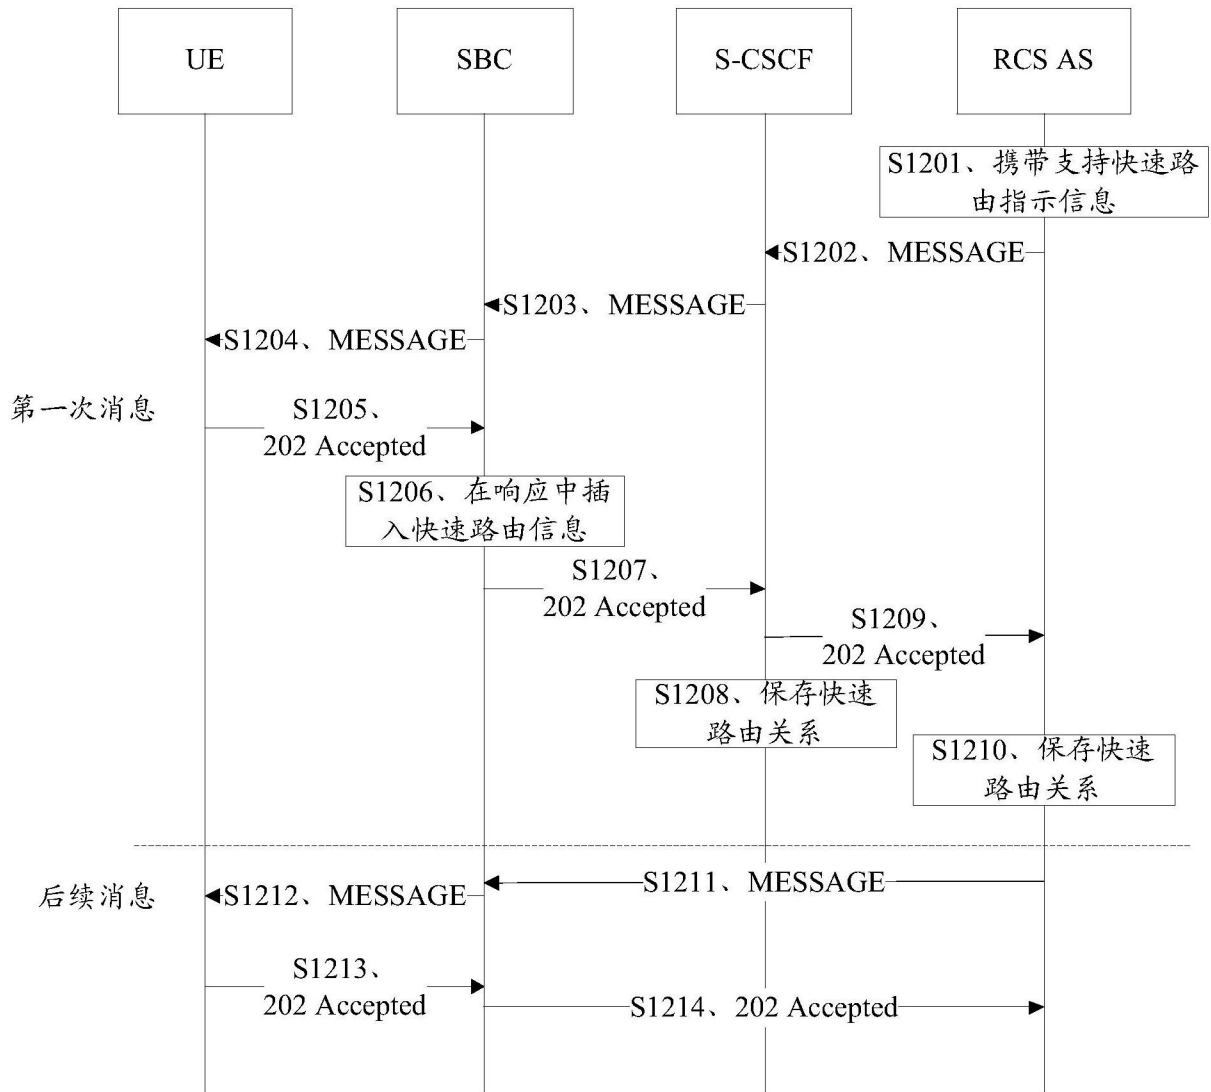 UE
SBC
S-CSCF
RCS AS
S1201、携带支持快速路
由指示信息
S1202、MESSAGE
S1203、MESSAGE
S1204、MESSAGE
第一次消息
S1205、
202 Accepted
S1206、在响应中插
入快速路由信息
S1207、
202 Accepted
S1209、
202 Accepted
S1208、保存快速
路由关系
S1210、保存快速
路由关系
后续消息
S1211、MESSAGE
S1212、MESSAGE
S1213、
202 Accepted
S1214、202 Accepted